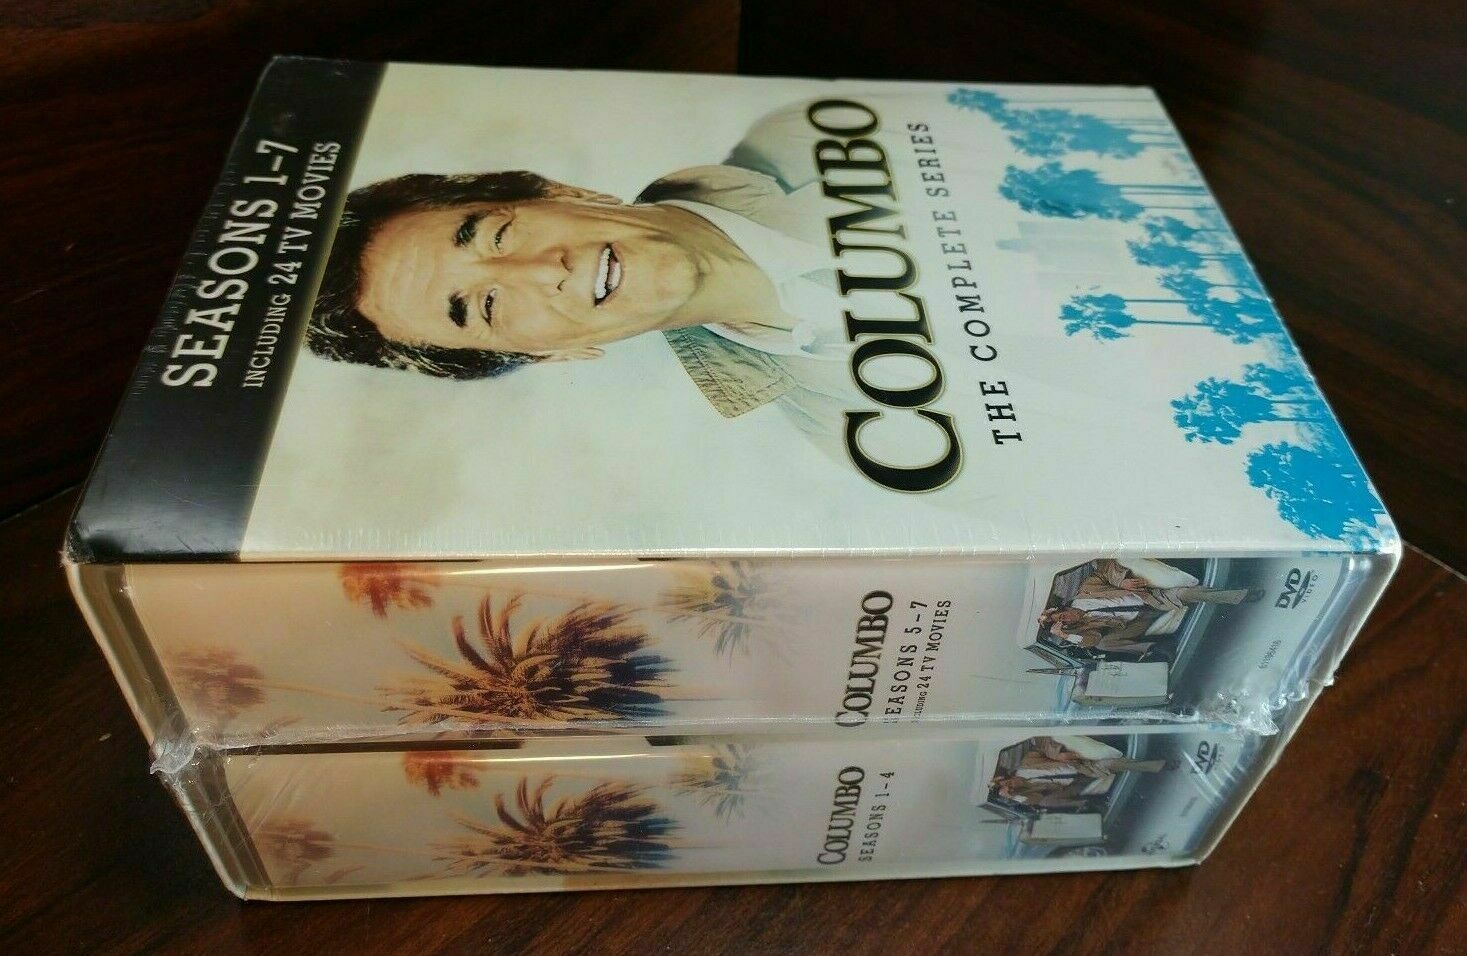 SEASONS 1-7
INCLUDING 24 TV MOVIES
COLUMBO
THE COMPLETE SERIES
COLUMBO
SEASONS 5-7
24 TV MOVIES
DVD
VIDEO
COLUMBO
SEASONS 1-4
DVD